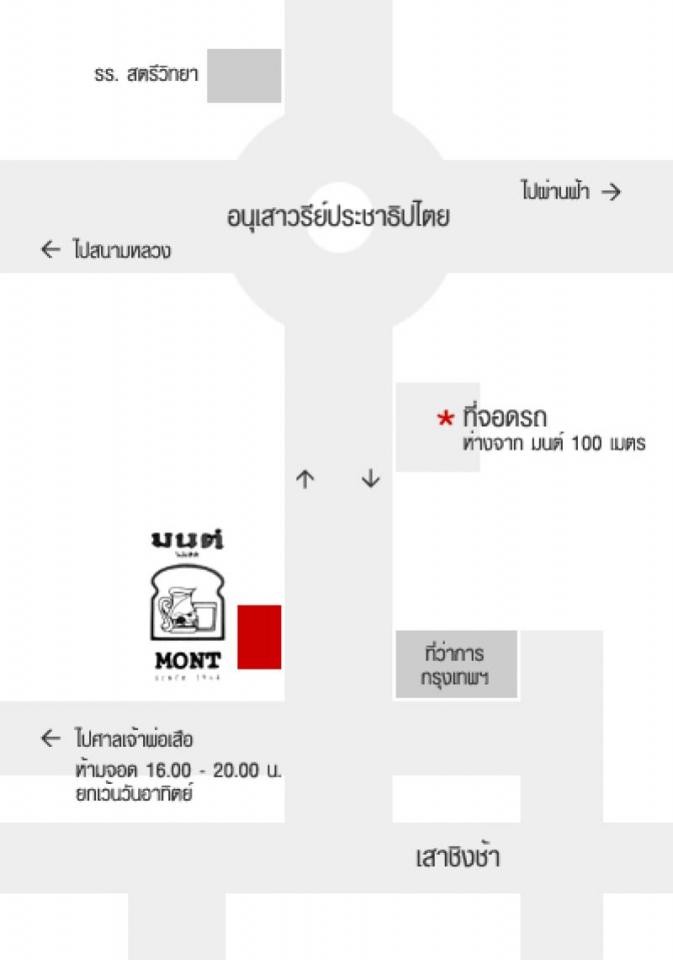 รร. สตรีวิทยา
ไปผ่านฟ้า →
อนุเสาวรีย์ประชาธิปไตย
← ไปสนามหลวง
* ที่จอดรถ
ห่างจาก มนต์ 100 เมตร
↑ ↓
มนต์
นมสด
MONT
SINCE 1964
ที่ว่าการ
กรุงเทพฯ
← ไปศาลเจ้าพ่อเสือ
ห้ามจอด 16.00 - 20.00 น.
ยกเว้นวันอาทิตย์
เสาชิงช้า